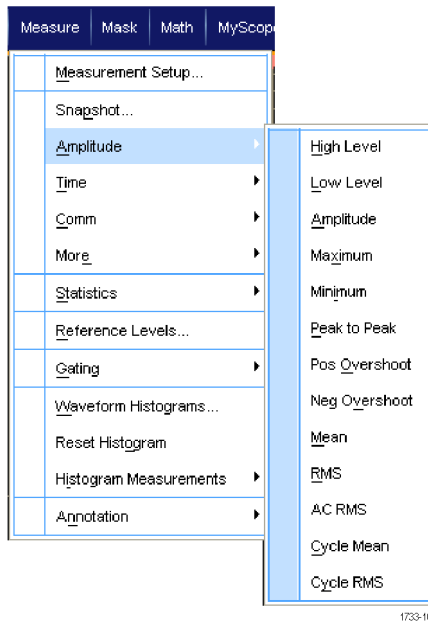 Measure Mask Math MyScop
Measurement Setup...
Snapshot...
Amplitude
Time
Comm
More
Statistics
Reference Levels...
Gating
Waveform Histograms...
Reset Histogram
Histogram Measurements
Annotation
High Level
Low Level
Amplitude
Maximum
Minimum
Peak to Peak
Pos Overshoot
Neg Overshoot
Mean
RMS
AC RMS
Cycle Mean
Cycle RMS